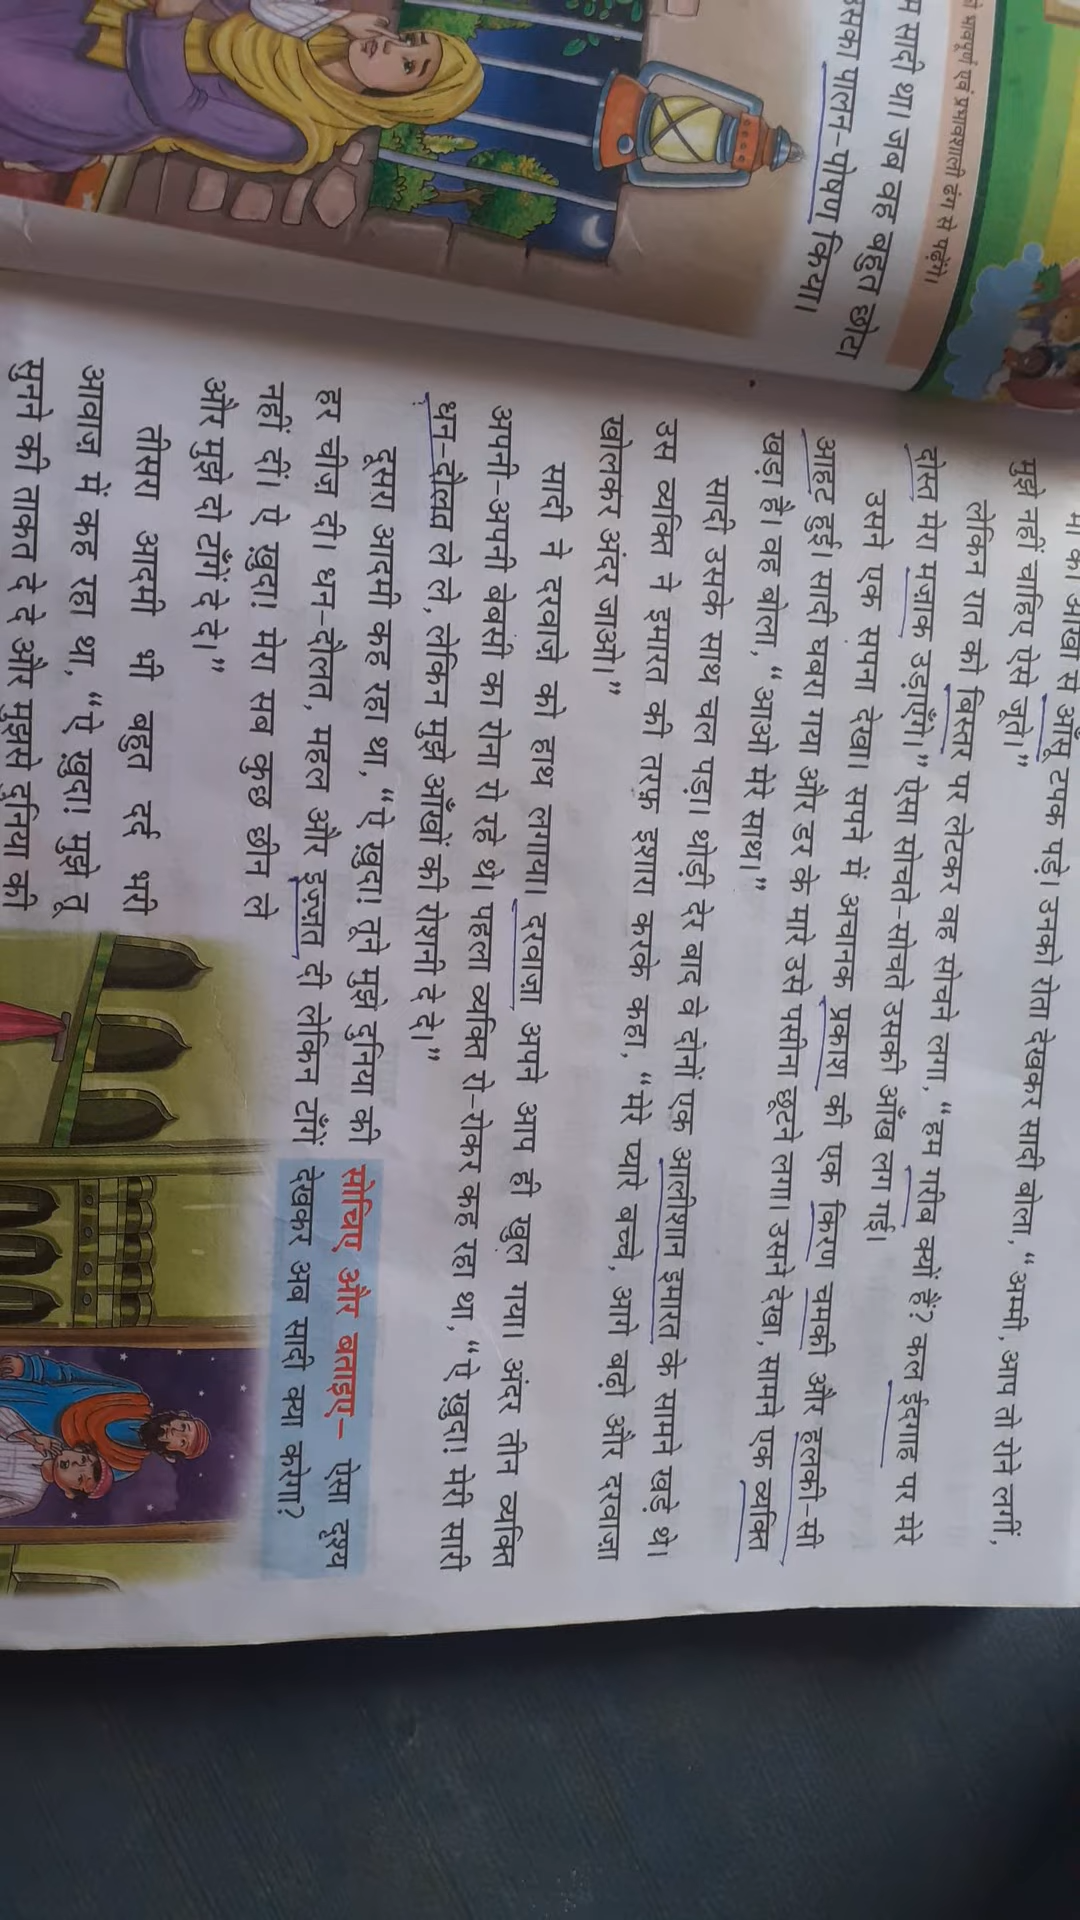 भावपूर्ण एवं प्रभावशाली ढंग से पढ़ेंगे।
सादी था। जब वह बहुत छोटा
उसका पालन-पोषण किया।
आँसू टपक पड़े। उनको रोता देखकर सादी बोला, “अम्मी, आप तो रोने लगीं,
मुझे नहीं चाहिए ऐसे जूते।”
लेकिन रात को बिस्तर पर लेटकर वह सोचने लगा, “हम गरीब क्यों हैं? कल ईदगाह पर मेरे
दोस्त मेरा मज़ाक उड़ाएँगे।” ऐसा सोचते-सोचते उसकी आँख लग गई।
उसने एक सपना देखा। सपने में अचानक प्रकाश की एक किरण चमकी और हलकी-सी
आहट हुई। सादी घबरा गया और डर के मारे उसे पसीना छूटने लगा। उसने देखा, सामने एक व्यक्ति
खड़ा है। वह बोला, “आओ मेरे साथ।”
सादी उसके साथ चल पड़ा। थोड़ी देर बाद वे दोनों एक आलीशान इमारत के सामने खड़े थे।
उस व्यक्ति ने इमारत की तरफ़ इशारा करके कहा, “मेरे प्यारे बच्चे, आगे बढ़ो और दरवाज़ा
खोलकर अंदर जाओ।”
सादी ने दरवाज़े को हाथ लगाया। दरवाज़ा अपने आप ही खुल गया। अंदर तीन व्यक्ति
अपनी-अपनी बेबसी का रोना रो रहे थे। पहला व्यक्ति रो-रोकर कह रहा था, “ऐ ख़ुदा! मेरी सारी
धन-दौलत ले ले, लेकिन मुझे आँखों की रोशनी दे दे।”
दूसरा आदमी कह रहा था, “ऐ ख़ुदा! तूने मुझे दुनिया की
हर चीज़ दी। धन-दौलत, महल और इज़्ज़त दी लेकिन टाँगें
नहीं दीं। ऐ ख़ुदा! मेरा सब कुछ छीन ले
और मुझे दो टाँगें दे दे।”
सोचिए और बताइए– ऐसा दृश्य
देखकर अब सादी क्या करेगा?
तीसरा आदमी भी बहुत दर्द भरी
आवाज़ में कह रहा था, “ऐ ख़ुदा! मुझे तू
सुनने की ताकत दे दे और मुझसे दुनिया की